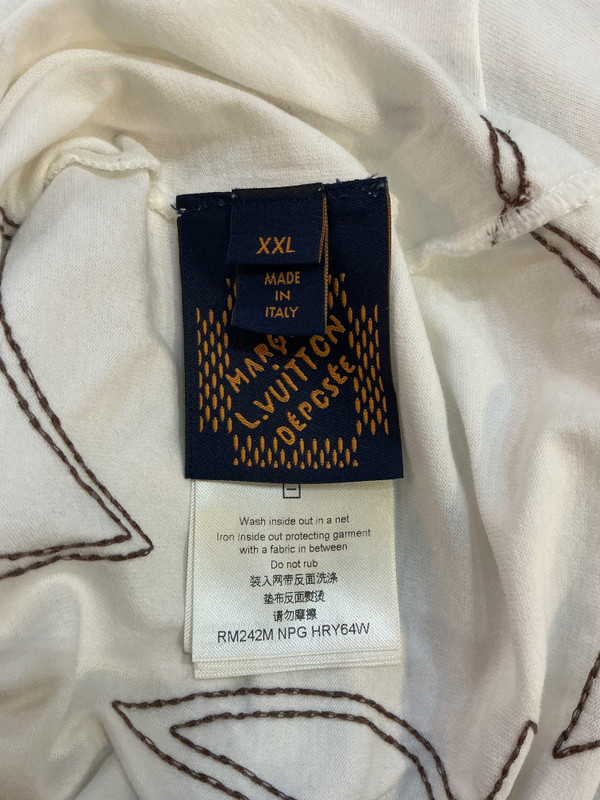 XXL
MADE
IN
ITALY
L.VUITTON
DÉPOSÉE
Wash inside out in a net
Iron inside out protecting garment
with a fabric in between
Do not rub
装入网带反面洗涤
垫布反面熨烫
请勿摩擦
RM242M NPG HRY64W